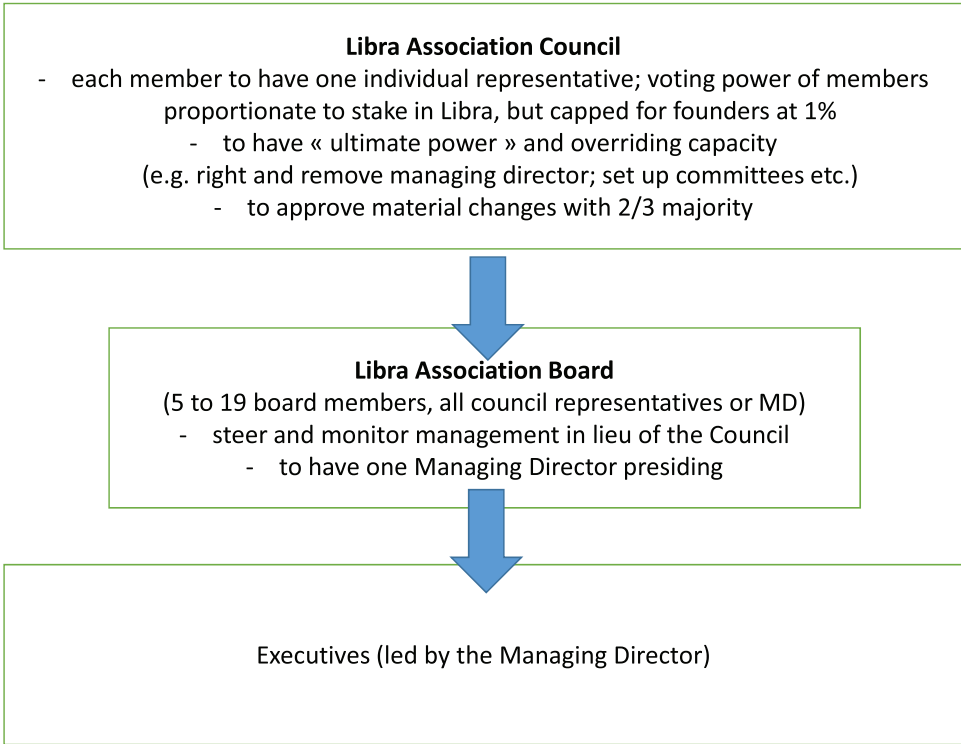 Libra Association Council
- each member to have one individual representative; voting power of members
proportionate to stake in Libra, but capped for founders at 1%
- to have « ultimate power » and overriding capacity
(e.g. right and remove managing director; set up committees etc.)
- to approve material changes with 2/3 majority
Libra Association Board
(5 to 19 board members, all council representatives or MD)
- steer and monitor management in lieu of the Council
- to have one Managing Director presiding
Executives (led by the Managing Director)